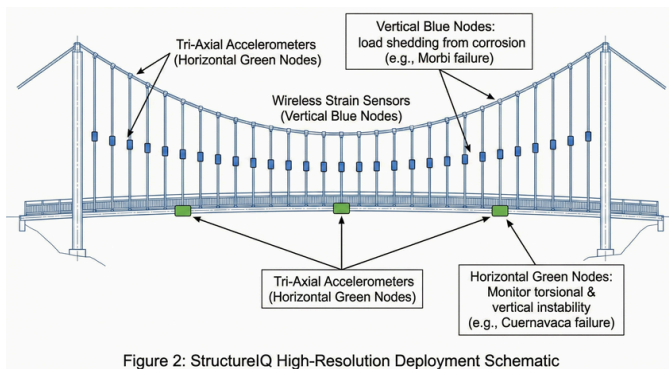 Tri-Axial Accelerometers
(Horizontal Green Nodes)
Vertical Blue Nodes:
load shedding from corrosion
(e.g., Morbi failure)
Wireless Strain Sensors
(Vertical Blue Nodes)
Tri-Axial Accelerometers
(Horizontal Green Nodes)
Horizontal Green Nodes:
Monitor torsional &
vertical instability
(e.g., Cuernavaca failure)
Figure 2: StructureIQ High-Resolution Deployment Schematic